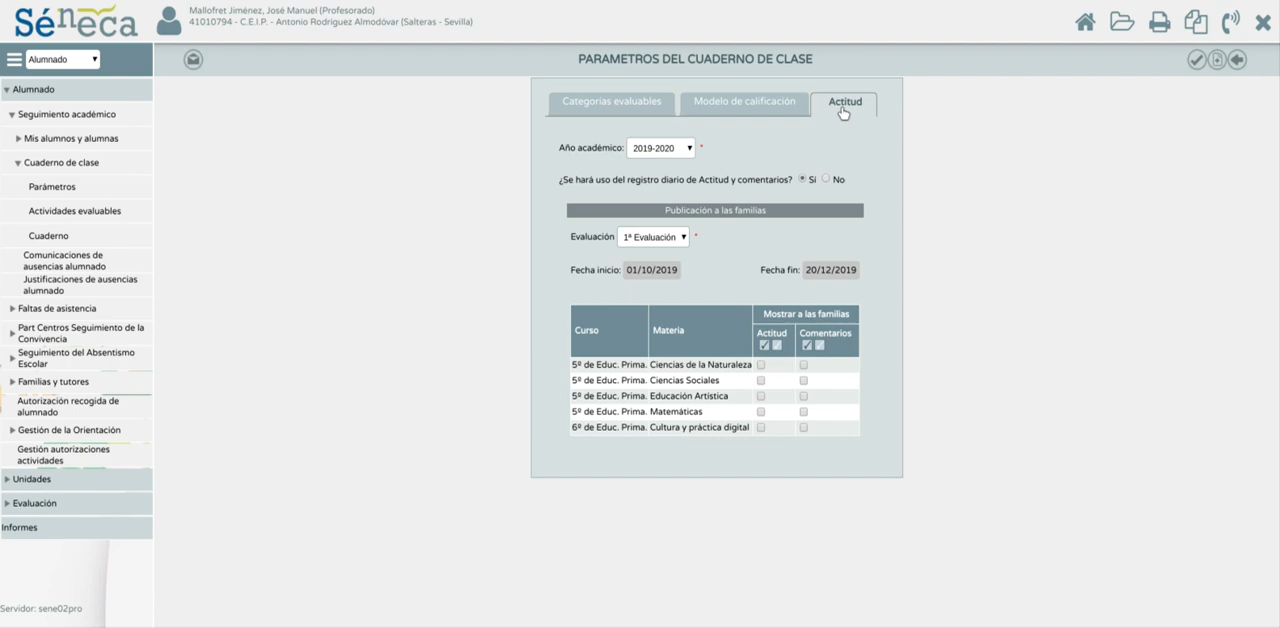 Séneca
Mallofret Jiménez, José Manuel (Profesorado)
41010794 - C.E.I.P. - Antonio Rodríguez Almodóvar (Salteras - Sevilla)
Alumnado
PARAMETROS DEL CUADERNO DE CLASE
Alumnado
Seguimiento académico
Mis alumnos y alumnas
Cuaderno de clase
Parámetros
Actividades evaluables
Cuaderno
Comunicaciones de
ausencias alumnado
Justificaciones de ausencias
alumnado
Faltas de asistencia
Part Centros Seguimiento de la
Convivencia
Seguimiento del Absentismo
Escolar
Familias y tutores
Autorización recogida de
alumnado
Gestión de la Orientación
Gestión autorizaciones
actividades
Unidades
Evaluación
Informes
Servidor: sene02pro
Categorías evaluables Modelo de calificación Actitud
Año académico: 2019-2020 *
¿Se hará uso del registro diario de Actitud y comentarios? Sí No
Publicación a las familias
Evaluación 1ª Evaluación *
Fecha inicio: 01/10/2019 Fecha fin: 20/12/2019
Curso Materia Mostrar a las familias
Actitud Comentarios
5º de Educ. Prima. Ciencias de la Naturaleza
5º de Educ. Prima. Ciencias Sociales
5º de Educ. Prima. Educación Artística
5º de Educ. Prima. Matemáticas
6º de Educ. Prima. Cultura y práctica digital